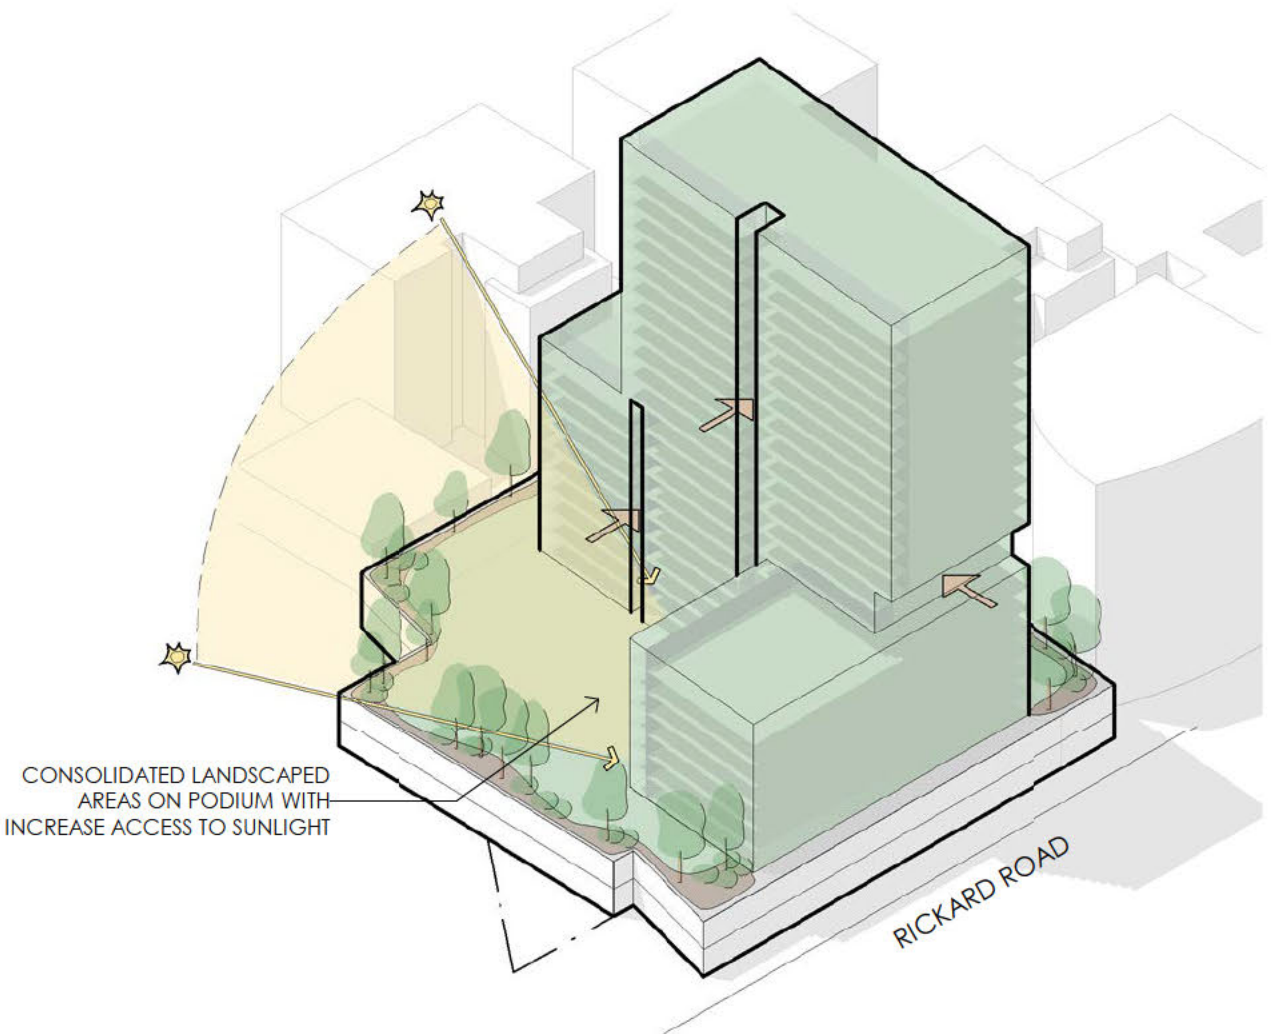 CONSOLIDATED LANDSCAPED
AREAS ON PODIUM WITH
INCREASE ACCESS TO SUNLIGHT
RICKARD ROAD